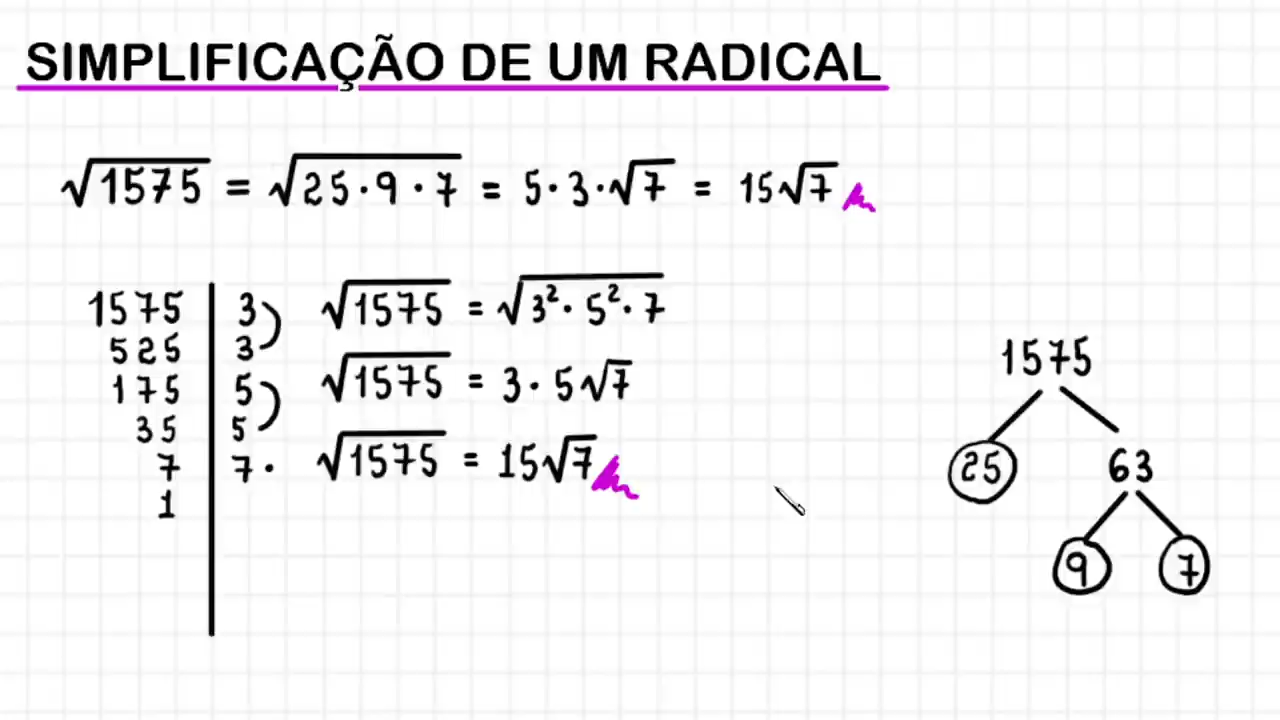 SIMPLIFICAÇÃO DE UM RADICAL
√1575 = √25·9·7 = 5·3·√7 = 15√7
1575 | 3
525 | 3
175 | 5
35 | 5
7 | 7·
1
√1575 = √3²·5²·7
√1575 = 3·5√7
√1575 = 15√7
1575
25 63
9 7